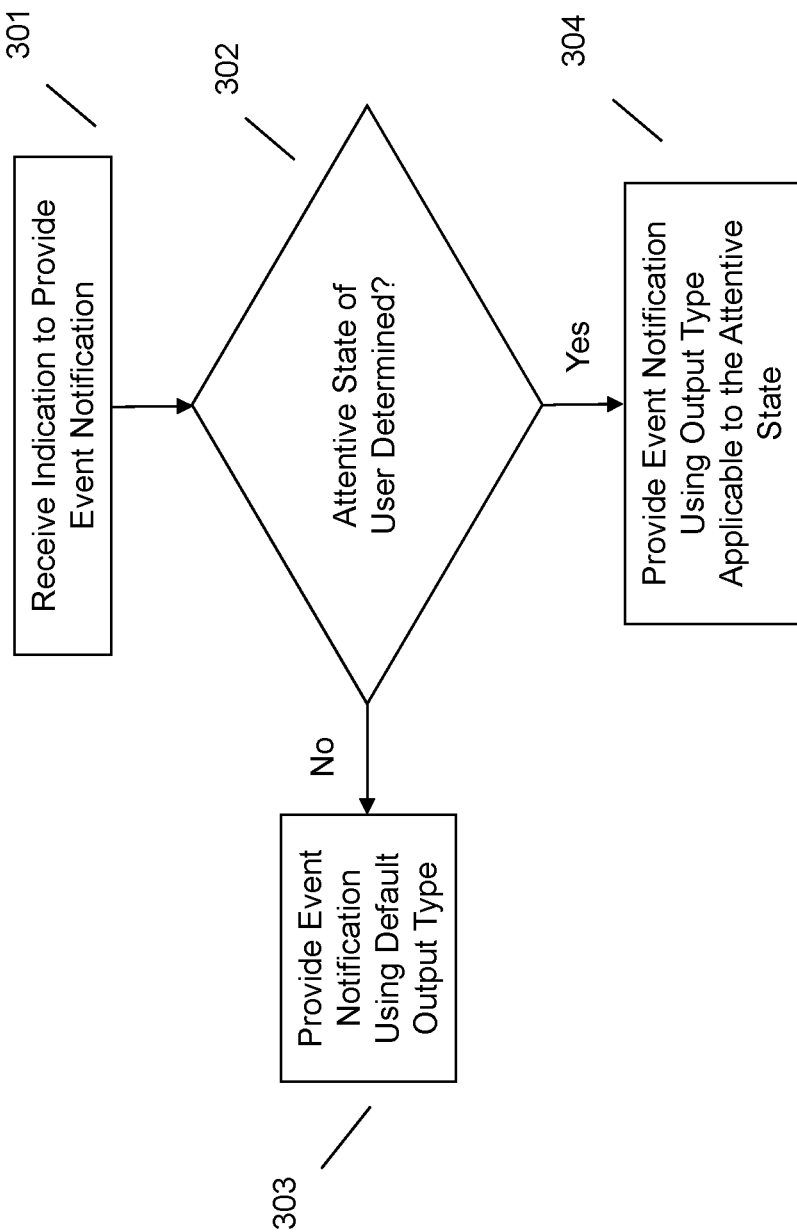 301
Receive Indication to Provide
Event Notification
302
Attentive State of
User Determined?
No
Yes
303
Provide Event
Notification
Using Default
Output Type
304
Provide Event Notification
Using Output Type
Applicable to the Attentive
State